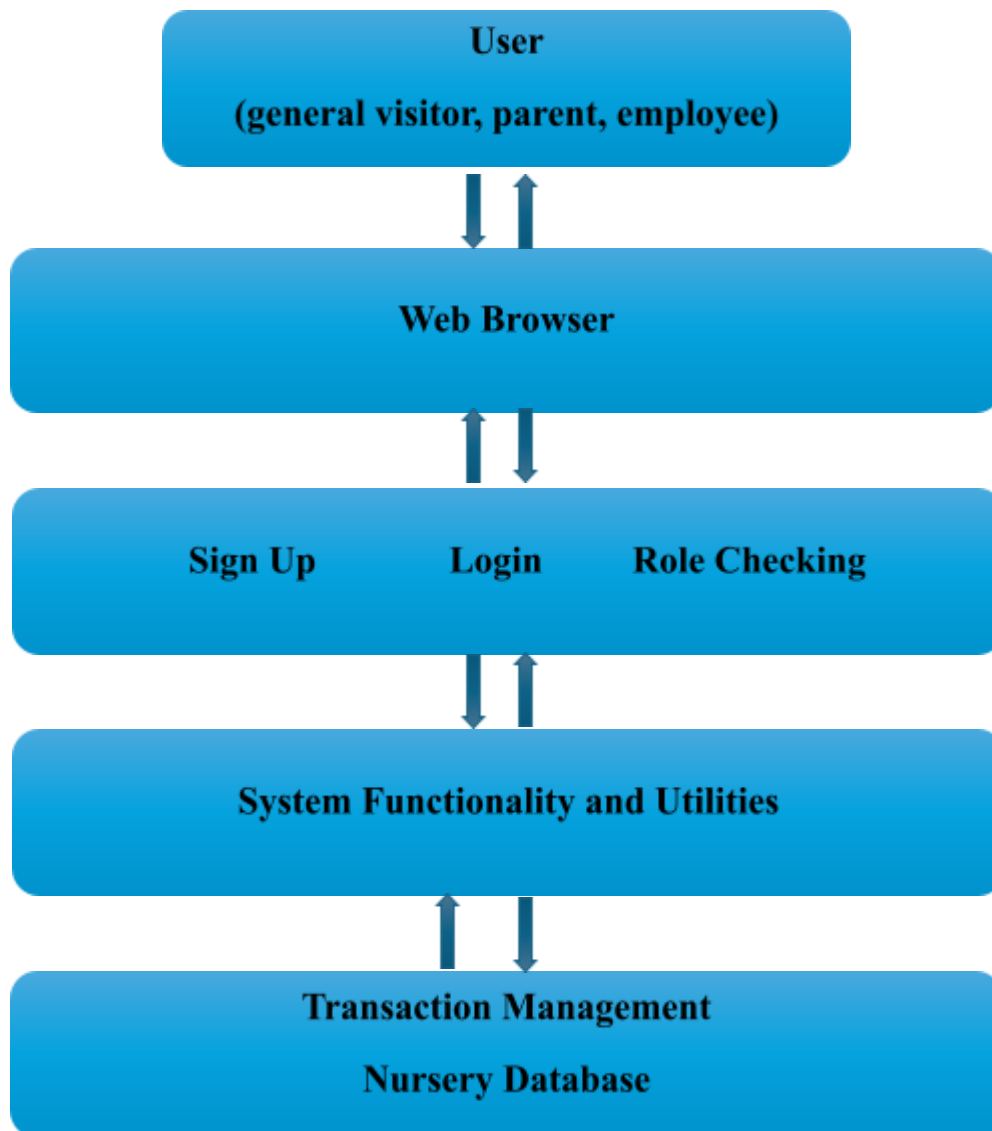 User
(general visitor, parent, employee)
Web Browser
Sign Up Login Role Checking
System Functionality and Utilities
Transaction Management
Nursery Database